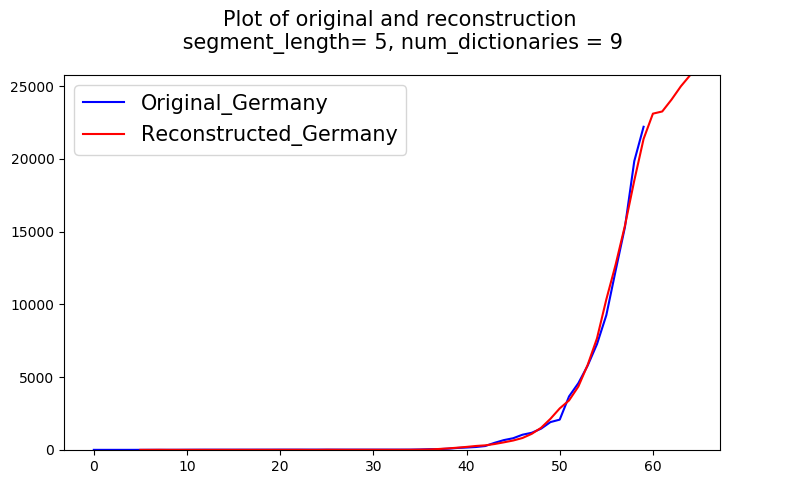 Plot of original and reconstruction
segment_length= 5, num_dictionaries = 9
Original_Germany
Reconstructed_Germany
25000
20000
15000
10000
5000
0
0 10 20 30 40 50 60